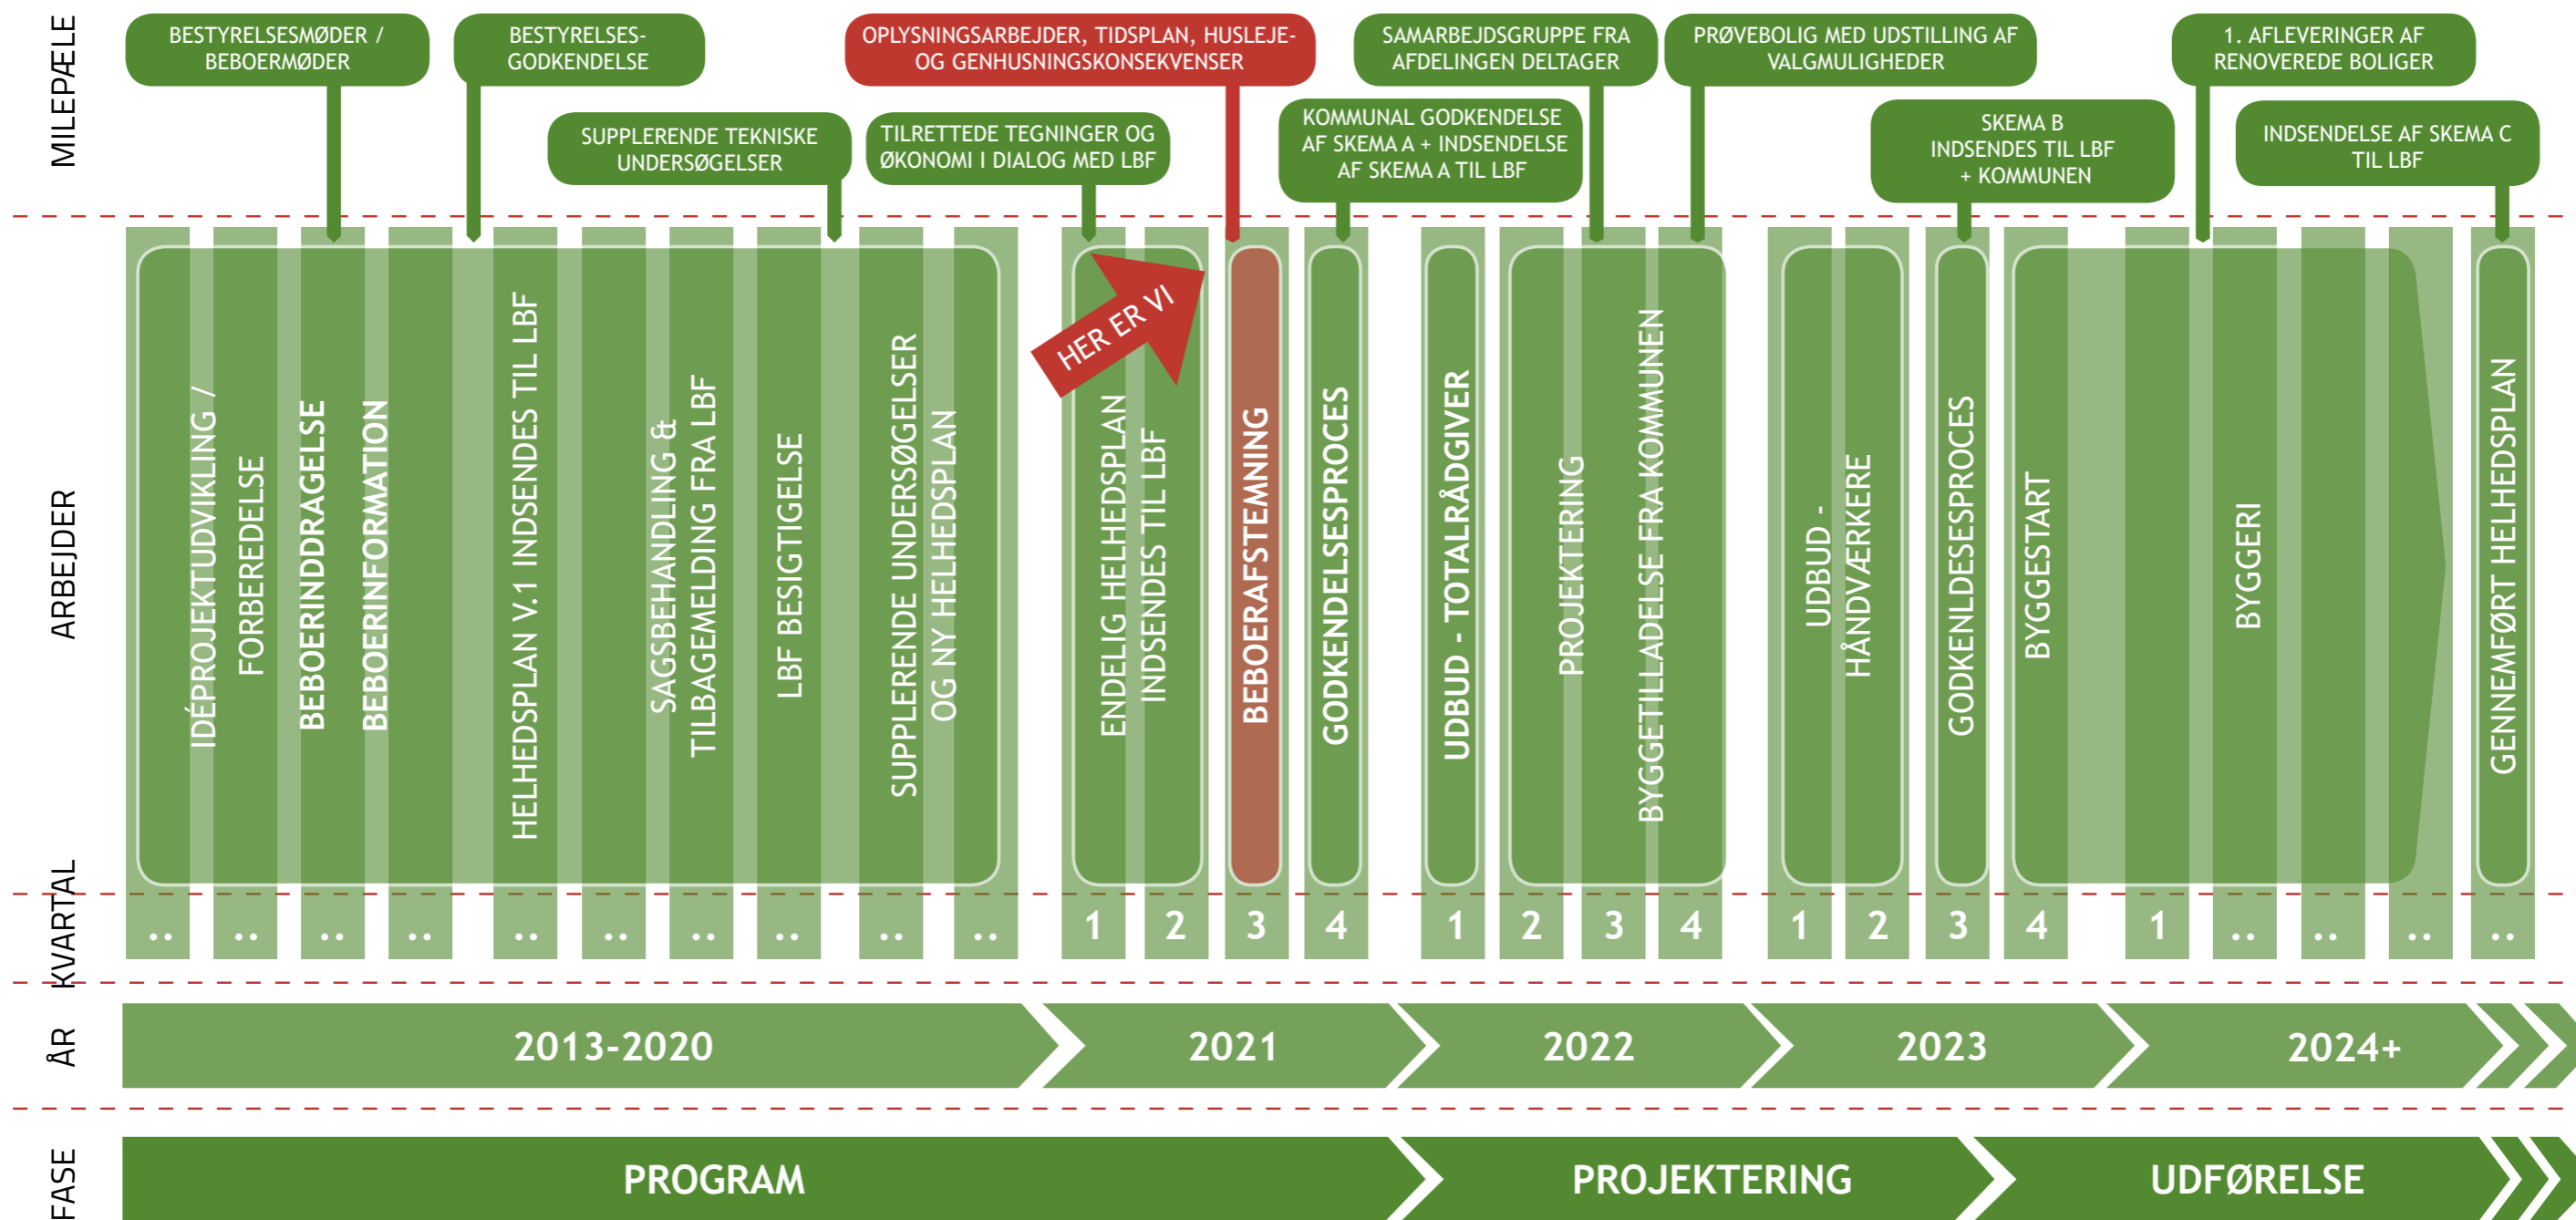 MILEPÆLE
BESTYRELSESMØDER /
BEBOERMØDER
BESTYRELSES-
GODKENDELSE
SUPPLERENDE TEKNISKE
UNDERSØGELSER
OPLYSNINGSARBEJDER, TIDSPLAN, HUSLEJE-
OG GENHUSNINGSKONSEKVENSER
TILRETTEDE TEGNINGER OG
ØKONOMI I DIALOG MED LBF
KOMMUNAL GODKENDELSE
AF SKEMA A + INDSENDELSE
AF SKEMA A TIL LBF
SAMARBEJDSGRUPPE FRA
AFDELINGEN DELTAGER
PRØVEBOLIG MED UDSTILLING AF
VALGMULIGHEDER
SKEMA B
INDSENDES TIL LBF
+ KOMMUNEN
1. AFLEVERINGER AF
RENOVEREDE BOLIGER
INDSENDELSE AF SKEMA C
TIL LBF
ARBEJDER
IDÉPROJEKTUDVIKLING /
FORBEREDELSE
BEBOERINDDRAGELSE
BEBOERINFORMATION
HELHEDSPLAN V.1 INDSENDES TIL LBF
SAGSBEHANDLING &
TILBAGEMELDING FRA LBF
LBF BESIGTIGELSE
SUPPLERENDE UNDERSØGELSER
OG NY HELHEDSPLAN
HER ER VI
ENDELIG HELHEDSPLAN
INDSENDES TIL LBF
BEBOERAFSTEMNING
GODKENDELSESPROCES
UDBUD - TOTALRÅDGIVER
PROJEKTERING
BYGGETILLADELSE FRA KOMMUNEN
UDBUD -
HÅNDVÆRKERE
GODKENLDESESPROCES
BYGGESTART
BYGGERI
GENNEMFØRT HELHEDSPLAN
KVARTAL
.. .. .. .. .. .. .. .. .. .. 1 2 3 4 1 2 3 4 1 2 3 4 1 .. .. .. ..
ÅR
2013-2020 2021 2022 2023 2024+
FASE
PROGRAM PROJEKTERING UDFØRELSE